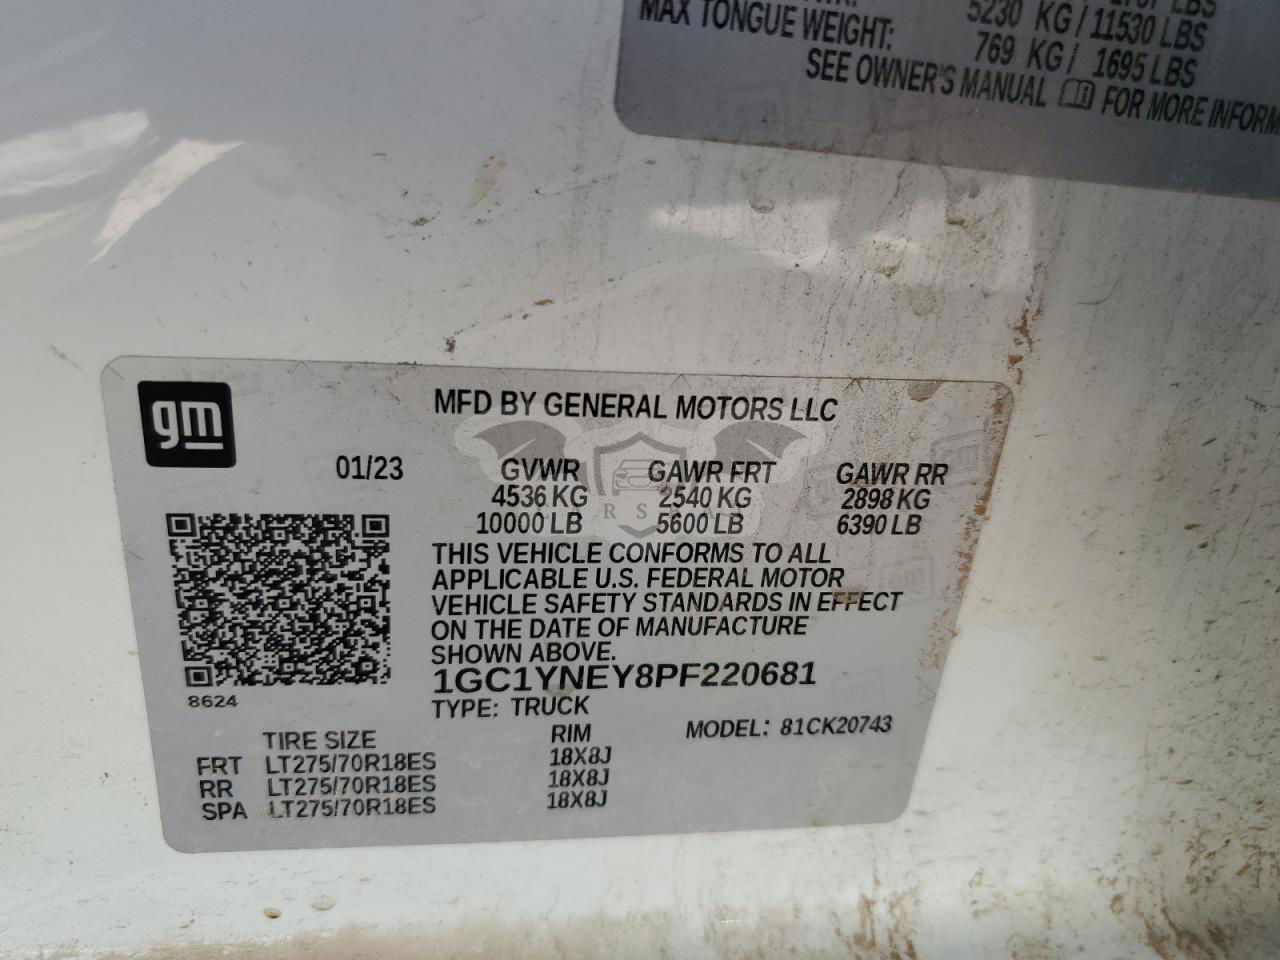 5230 KG / 11530 LBS
MAX TONGUE WEIGHT: 769 KG / 1695 LBS
SEE OWNER'S MANUAL FOR MORE
gm
MFD BY GENERAL MOTORS LLC
01/23 GVWR GAWR FRT GAWR RR
4536 KG 2540 KG 2898 KG
10000 LB 5600 LB 6390 LB
THIS VEHICLE CONFORMS TO ALL
APPLICABLE U.S. FEDERAL MOTOR
VEHICLE SAFETY STANDARDS IN EFFECT
ON THE DATE OF MANUFACTURE
SHOWN ABOVE.
1GC1YNEY8PF220681
8624
TYPE: TRUCK
TIRE SIZE RIM MODEL: 81CK20743
FRT LT275/70R18ES 18X8J
RR LT275/70R18ES 18X8J
SPA LT275/70R18ES 18X8J